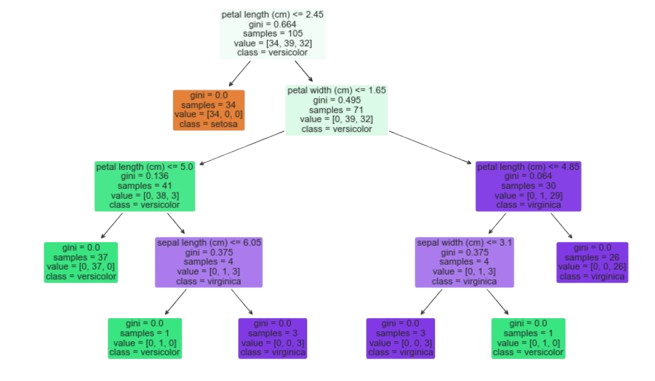 petal length (cm) <= 2.45
gini = 0.664
samples = 105
value = [34, 39, 32]
class = versicolor
gini = 0.0
samples = 34
value = [34, 0, 0]
class = setosa
petal width (cm) <= 1.65
gini = 0.495
samples = 71
value = [0, 39, 32]
class = versicolor
petal length (cm) <= 5.0
gini = 0.136
samples = 41
value = [0, 38, 3]
class = versicolor
petal length (cm) <= 4.85
gini = 0.064
samples = 30
value = [0, 1, 29]
class = virginica
gini = 0.0
samples = 37
value = [0, 37, 0]
class = versicolor
sepal length (cm) <= 6.05
gini = 0.375
samples = 4
value = [0, 1, 3]
class = virginica
sepal width (cm) <= 3.1
gini = 0.375
samples = 4
value = [0, 1, 3]
class = virginica
gini = 0.0
samples = 26
value = [0, 0, 26]
class = virginica
gini = 0.0
samples = 1
value = [0, 1, 0]
class = versicolor
gini = 0.0
samples = 3
value = [0, 0, 3]
class = virginica
gini = 0.0
samples = 3
value = [0, 0, 3]
class = virginica
gini = 0.0
samples = 1
value = [0, 1, 0]
class = versicolor